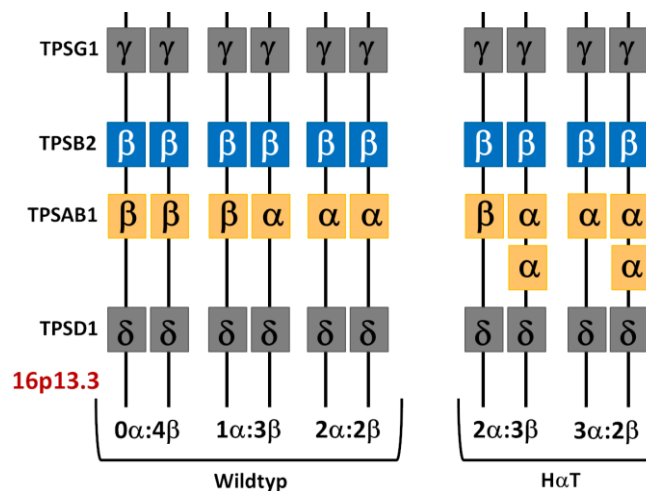 TPSG1 γ γ γ γ γ γ γ γ γ γ
TPSB2 β β β β β β β β β β
TPSAB1 β β β α α α β α α α
α α
TPSD1 δ δ δ δ δ δ δ δ δ δ
16p13.3
0α:4β 1α:3β 2α:2β 2α:3β 3α:2β
Wildtyp HαT